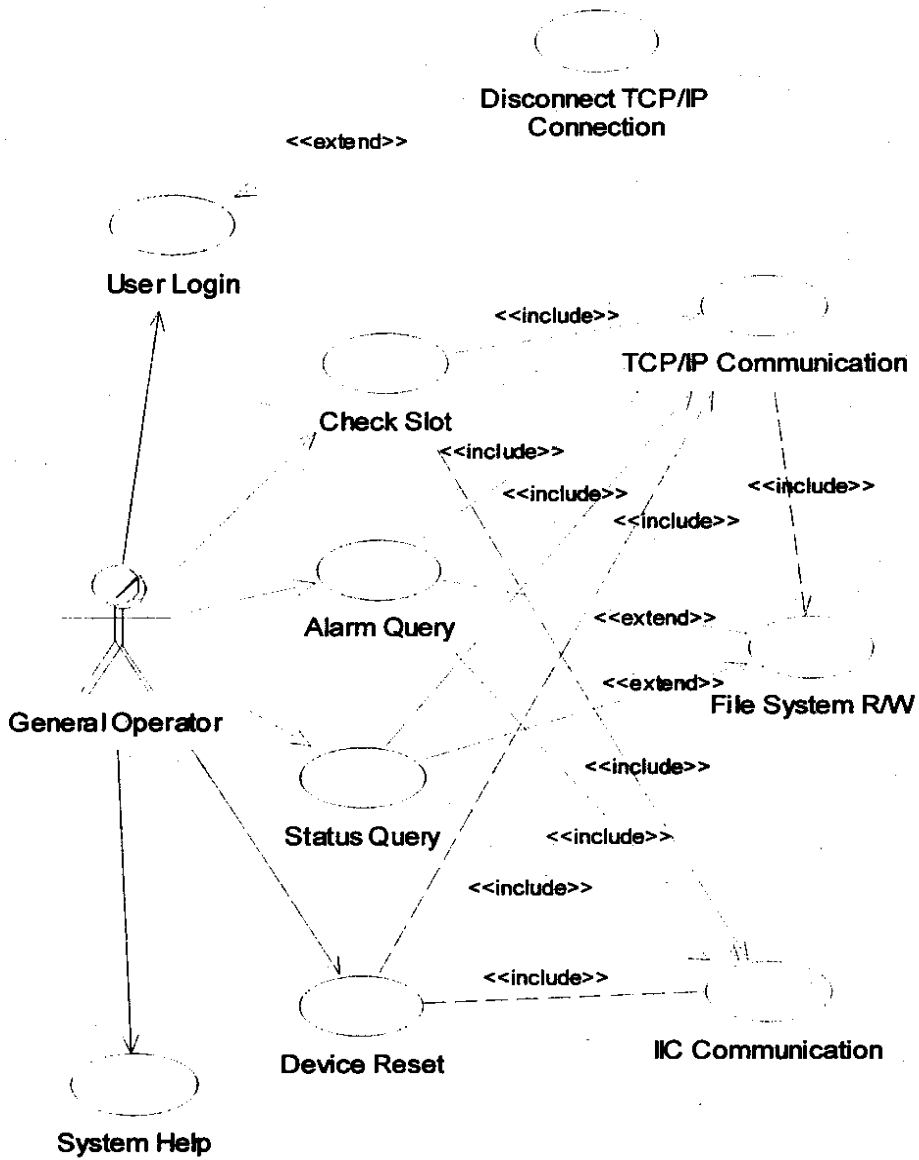 Disconnect TCP/IP
Connection
<<extend>>
User Login
<<include>>
TCP/IP Communication
Check Slot
<<include>>
<<include>>
<<include>>
<<include>>
Alarm Query
<<extend>>
<<extend>>
File System R/W
General Operator
<<include>>
Status Query
<<include>>
<<include>>
<<include>>
Device Reset
IIC Communication
System Help